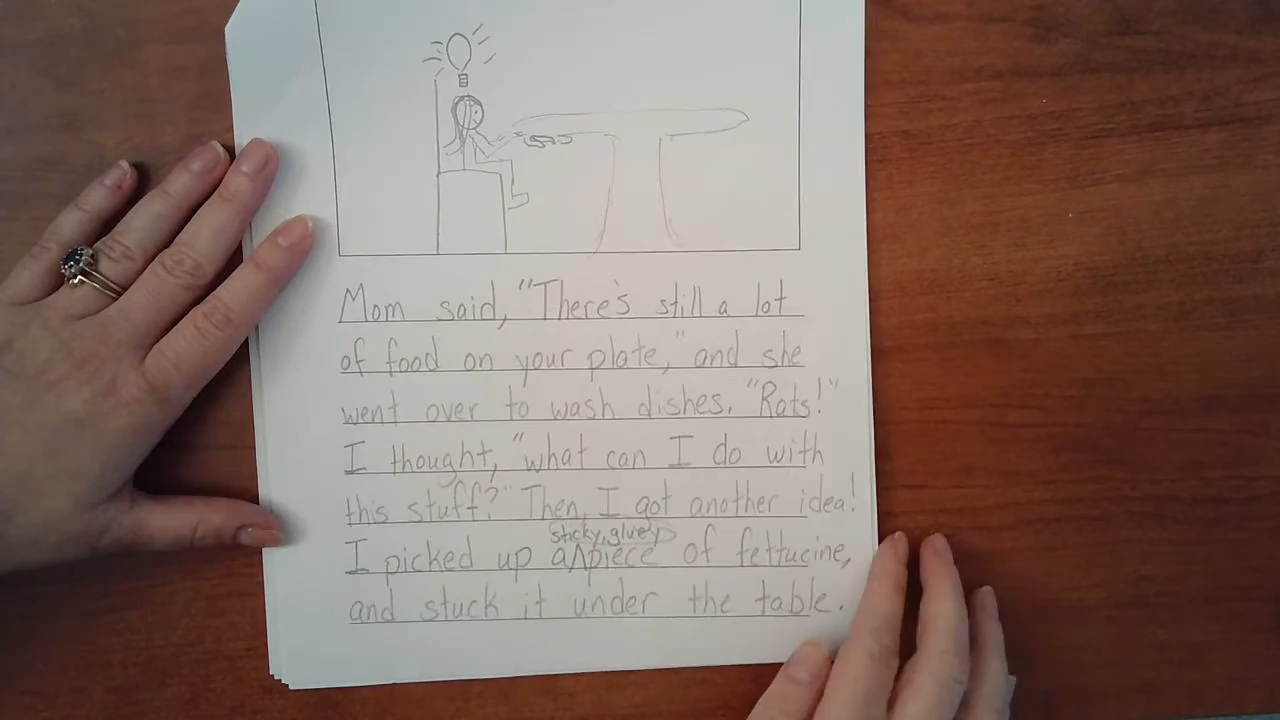 Mom said, "There's still a lot
of food on your plate," and she
went over to wash dishes. "Rats!"
I thought, "what can I do with
this stuff?" Then, I got another idea!
sticky, gluey
I picked up a^piece of fettucine,
and stuck it under the table.